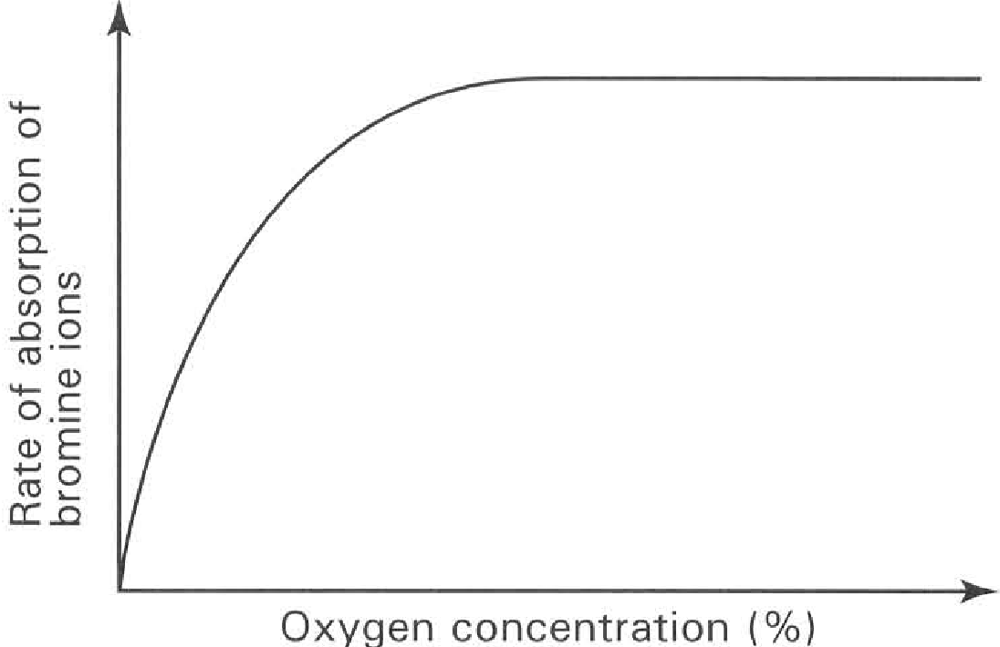 Rate of absorption of
bromine ions
Oxygen concentration (%)